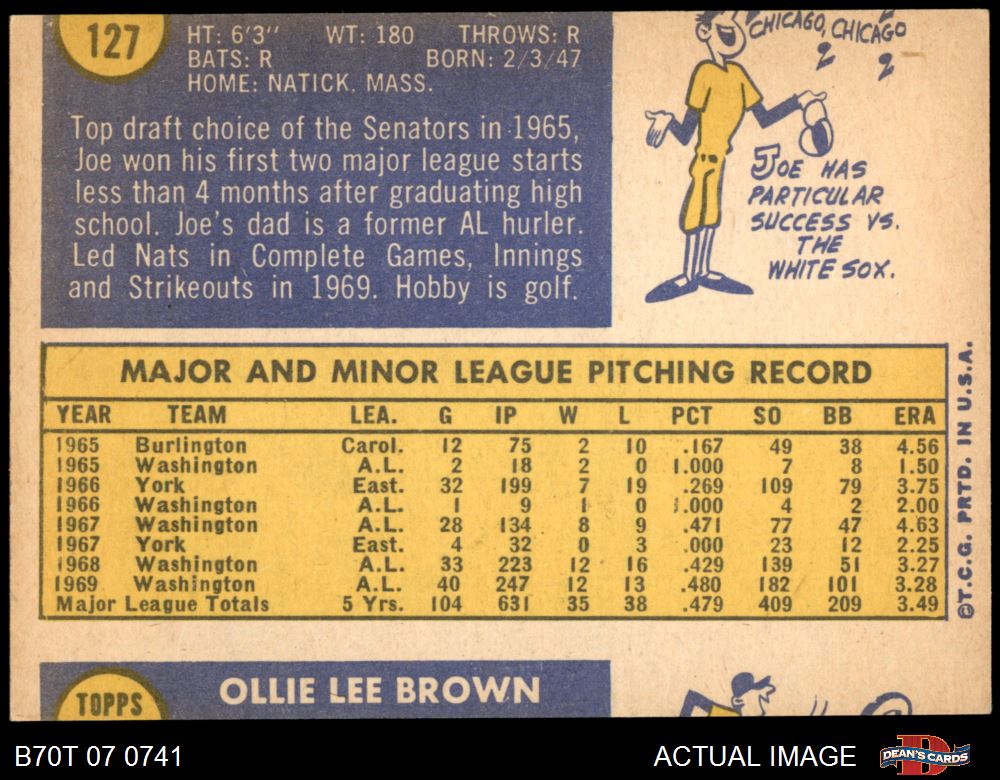 127
HT: 6'3" WT: 180 THROWS: R
BATS: R BORN: 2/3/47
HOME: NATICK, MASS.
Top draft choice of the Senators in 1965,
Joe won his first two major league starts
less than 4 months after graduating high
school. Joe's dad is a former AL hurler.
Led Nats in Complete Games, Innings
and Strikeouts in 1969. Hobby is golf.
CHICAGO, CHICAGO
JOE HAS
PARTICULAR
SUCCESS VS.
THE
WHITE SOX.
MAJOR AND MINOR LEAGUE PITCHING RECORD
YEAR TEAM LEA. G IP W L PCT SO BB ERA
1965 Burlington Carol. 12 75 2 10 .167 49 38 4.56
1965 Washington A.L. 2 18 2 0 1.000 7 8 1.50
1966 York East. 32 199 7 19 .269 109 79 3.75
1966 Washington A.L. 1 9 1 0 1.000 4 2 2.00
1967 Washington A.L. 28 134 8 9 .471 77 47 4.63
1967 York East. 4 32 0 3 .000 23 12 2.25
1968 Washington A.L. 33 223 12 16 .429 139 51 3.27
1969 Washington A.L. 40 247 12 13 .480 182 101 3.28
Major League Totals 5 Yrs. 104 631 35 38 .479 409 209 3.49
©T.C.G. PRTD. IN U.S.A.
TOPPS
OLLIE LEE BROWN
B70T 07 0741
ACTUAL IMAGE
DEAN'S CARDS